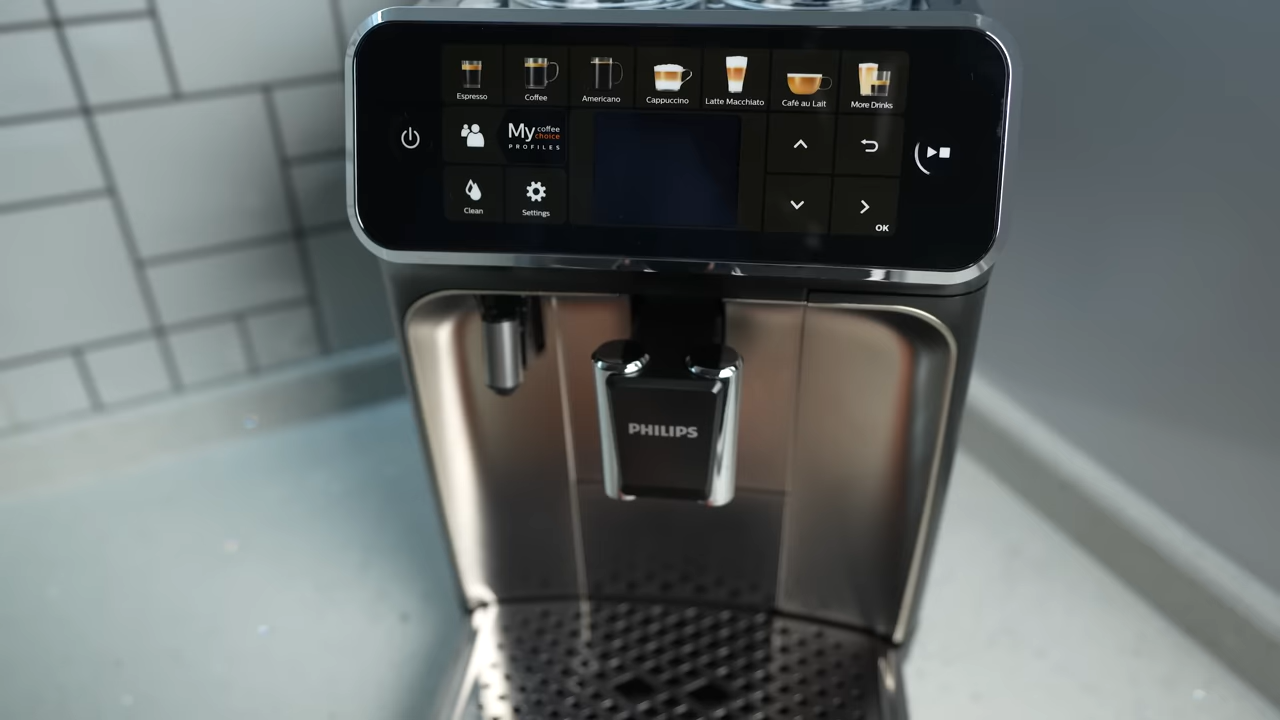 Espresso
Coffee
Americano
Cappuccino
Latte Macchiato
Café au Lait
More Drinks
My coffee choice
PROFILES
Clean
Settings
OK
PHILIPS